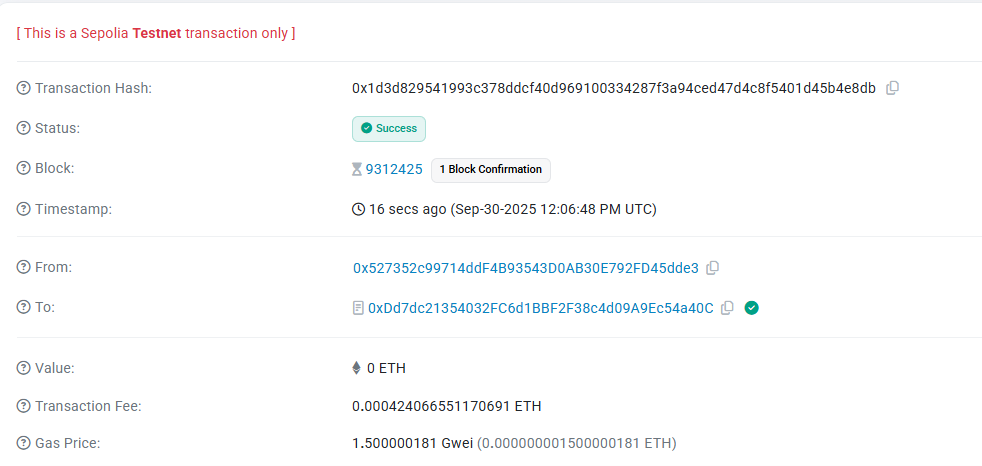 [ This is a Sepolia Testnet transaction only ]
Transaction Hash: 0x1d3d829541993c378ddcf40d969100334287f3a94ced47d4c8f5401d45b4e8db
Status: Success
Block: 9312425 1 Block Confirmation
Timestamp: 16 secs ago (Sep-30-2025 12:06:48 PM UTC)
From: 0x527352c99714ddF4B93543D0AB30E792FD45dde3
To: 0xDd7dc21354032FC6d1BBF2F38c4d09A9Ec54a40C
Value: 0 ETH
Transaction Fee: 0.000424066551170691 ETH
Gas Price: 1.500000181 Gwei (0.000000001500000181 ETH)